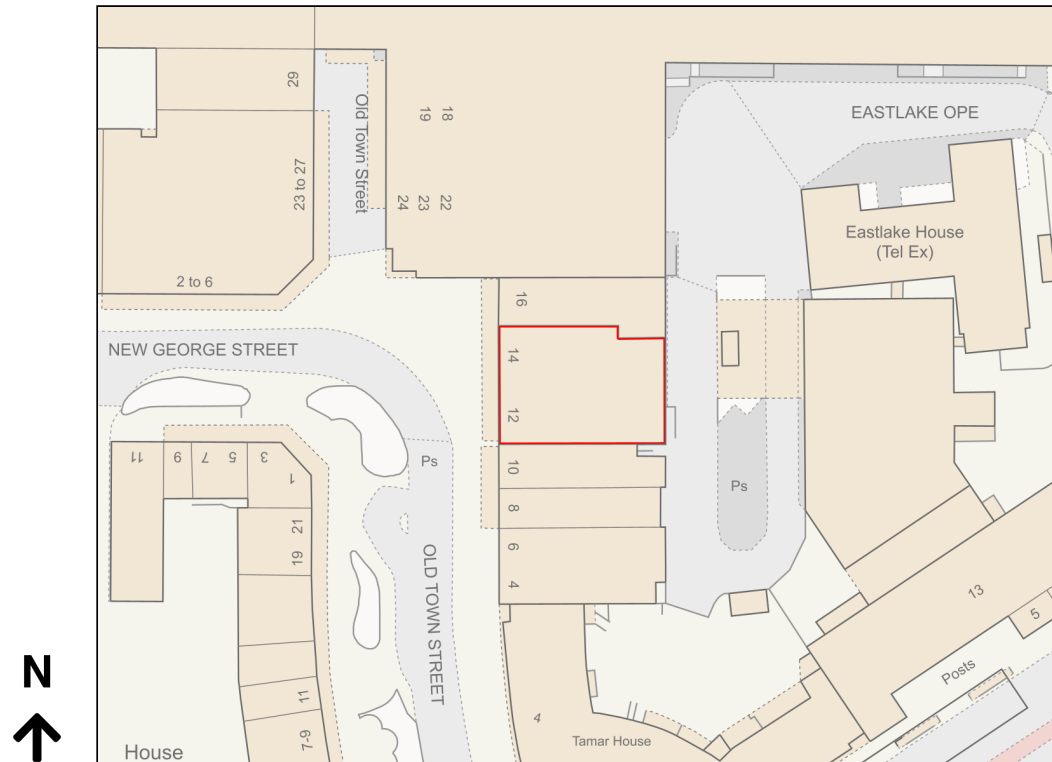 29
Old Town Street
19
18
EASTLAKE OPE
23 to 27
24
23
22
Eastlake House
(Tel Ex)
2 to 6
16
NEW GEORGE STREET
14
12
11
9
7
5
3
1
Ps
10
Ps
8
21
19
6
4
OLD TOWN STREET
13
5
N
11
Posts
4
7-9
Tamar House
House